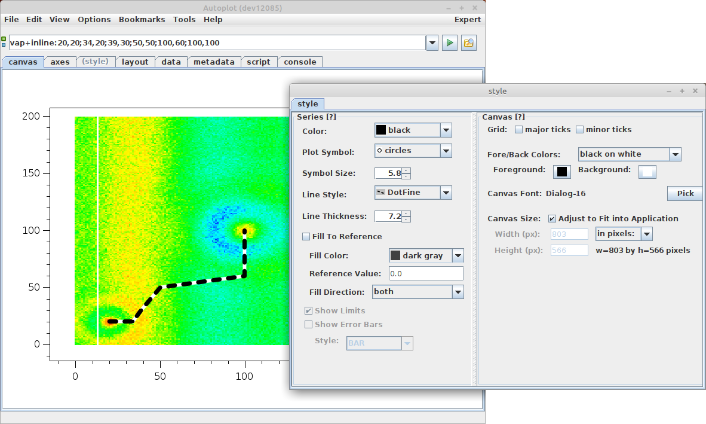 Autoplot (dev12885)
File Edit View Options Bookmarks Tools Help Expert
vap+inline:20,20;34,20;39,30;50,50;100,60;100,100
canvas axes (style) layout data metadata script console
200
150
100
50
0
0 50 100
style
style
Series [?]
Color: black
Plot Symbol: circles
Symbol Size: 5.8
Line Style: DotFine
Line Thickness: 7.2
Fill To Reference
Fill Color: dark gray
Reference Value: 0.0
Fill Direction: both
Show Limits
Show Error Bars
Style: BAR
Canvas [?]
Grid: major ticks minor ticks
Fore/Back Colors: black on white
Foreground: Background:
Canvas Font: Dialog-16 Pick
Canvas Size: Adjust to Fit into Application
Width (px): 803 in pixels:
Height (px): 566 w=803 by h=566 pixels